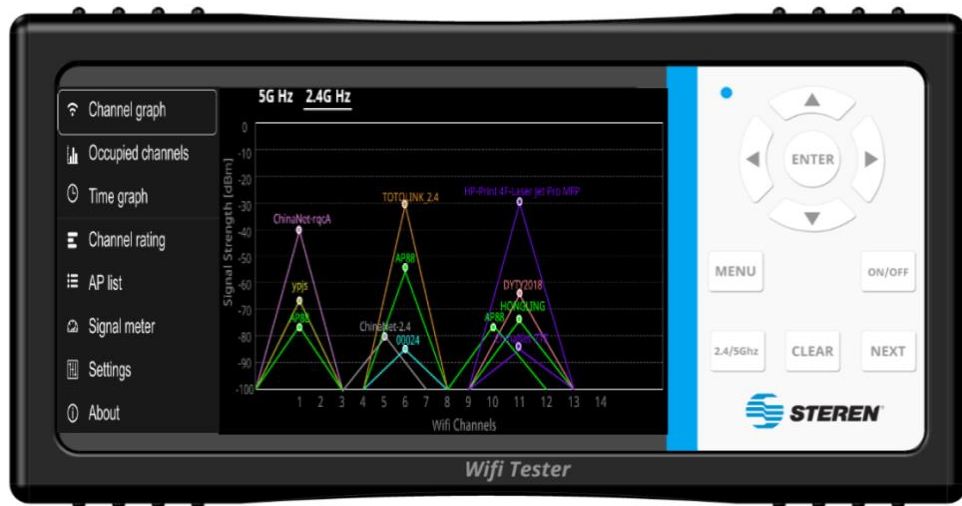 Channel graph
Occupied channels
Time graph
Channel rating
AP list
Signal meter
Settings
About
5G Hz 2.4G Hz
Signal Strength [dBm]
0
-10
-20
-30
-40
-50
-60
-70
-80
-90
-100
HP-Print-4F-Laser Jet Pro MFP
TOTOLINK_2.4
ChinaNet-rqcA
AP88
ypjs
DYTY2018
HONGLING
AP88
AP88
ChinaNet-2.4
00024
1 2 3 4 5 6 7 8 9 10 11 12 13 14
Wifi Channels
ENTER
MENU
ON/OFF
2.4/5Ghz
CLEAR
NEXT
STEREN
Wifi Tester